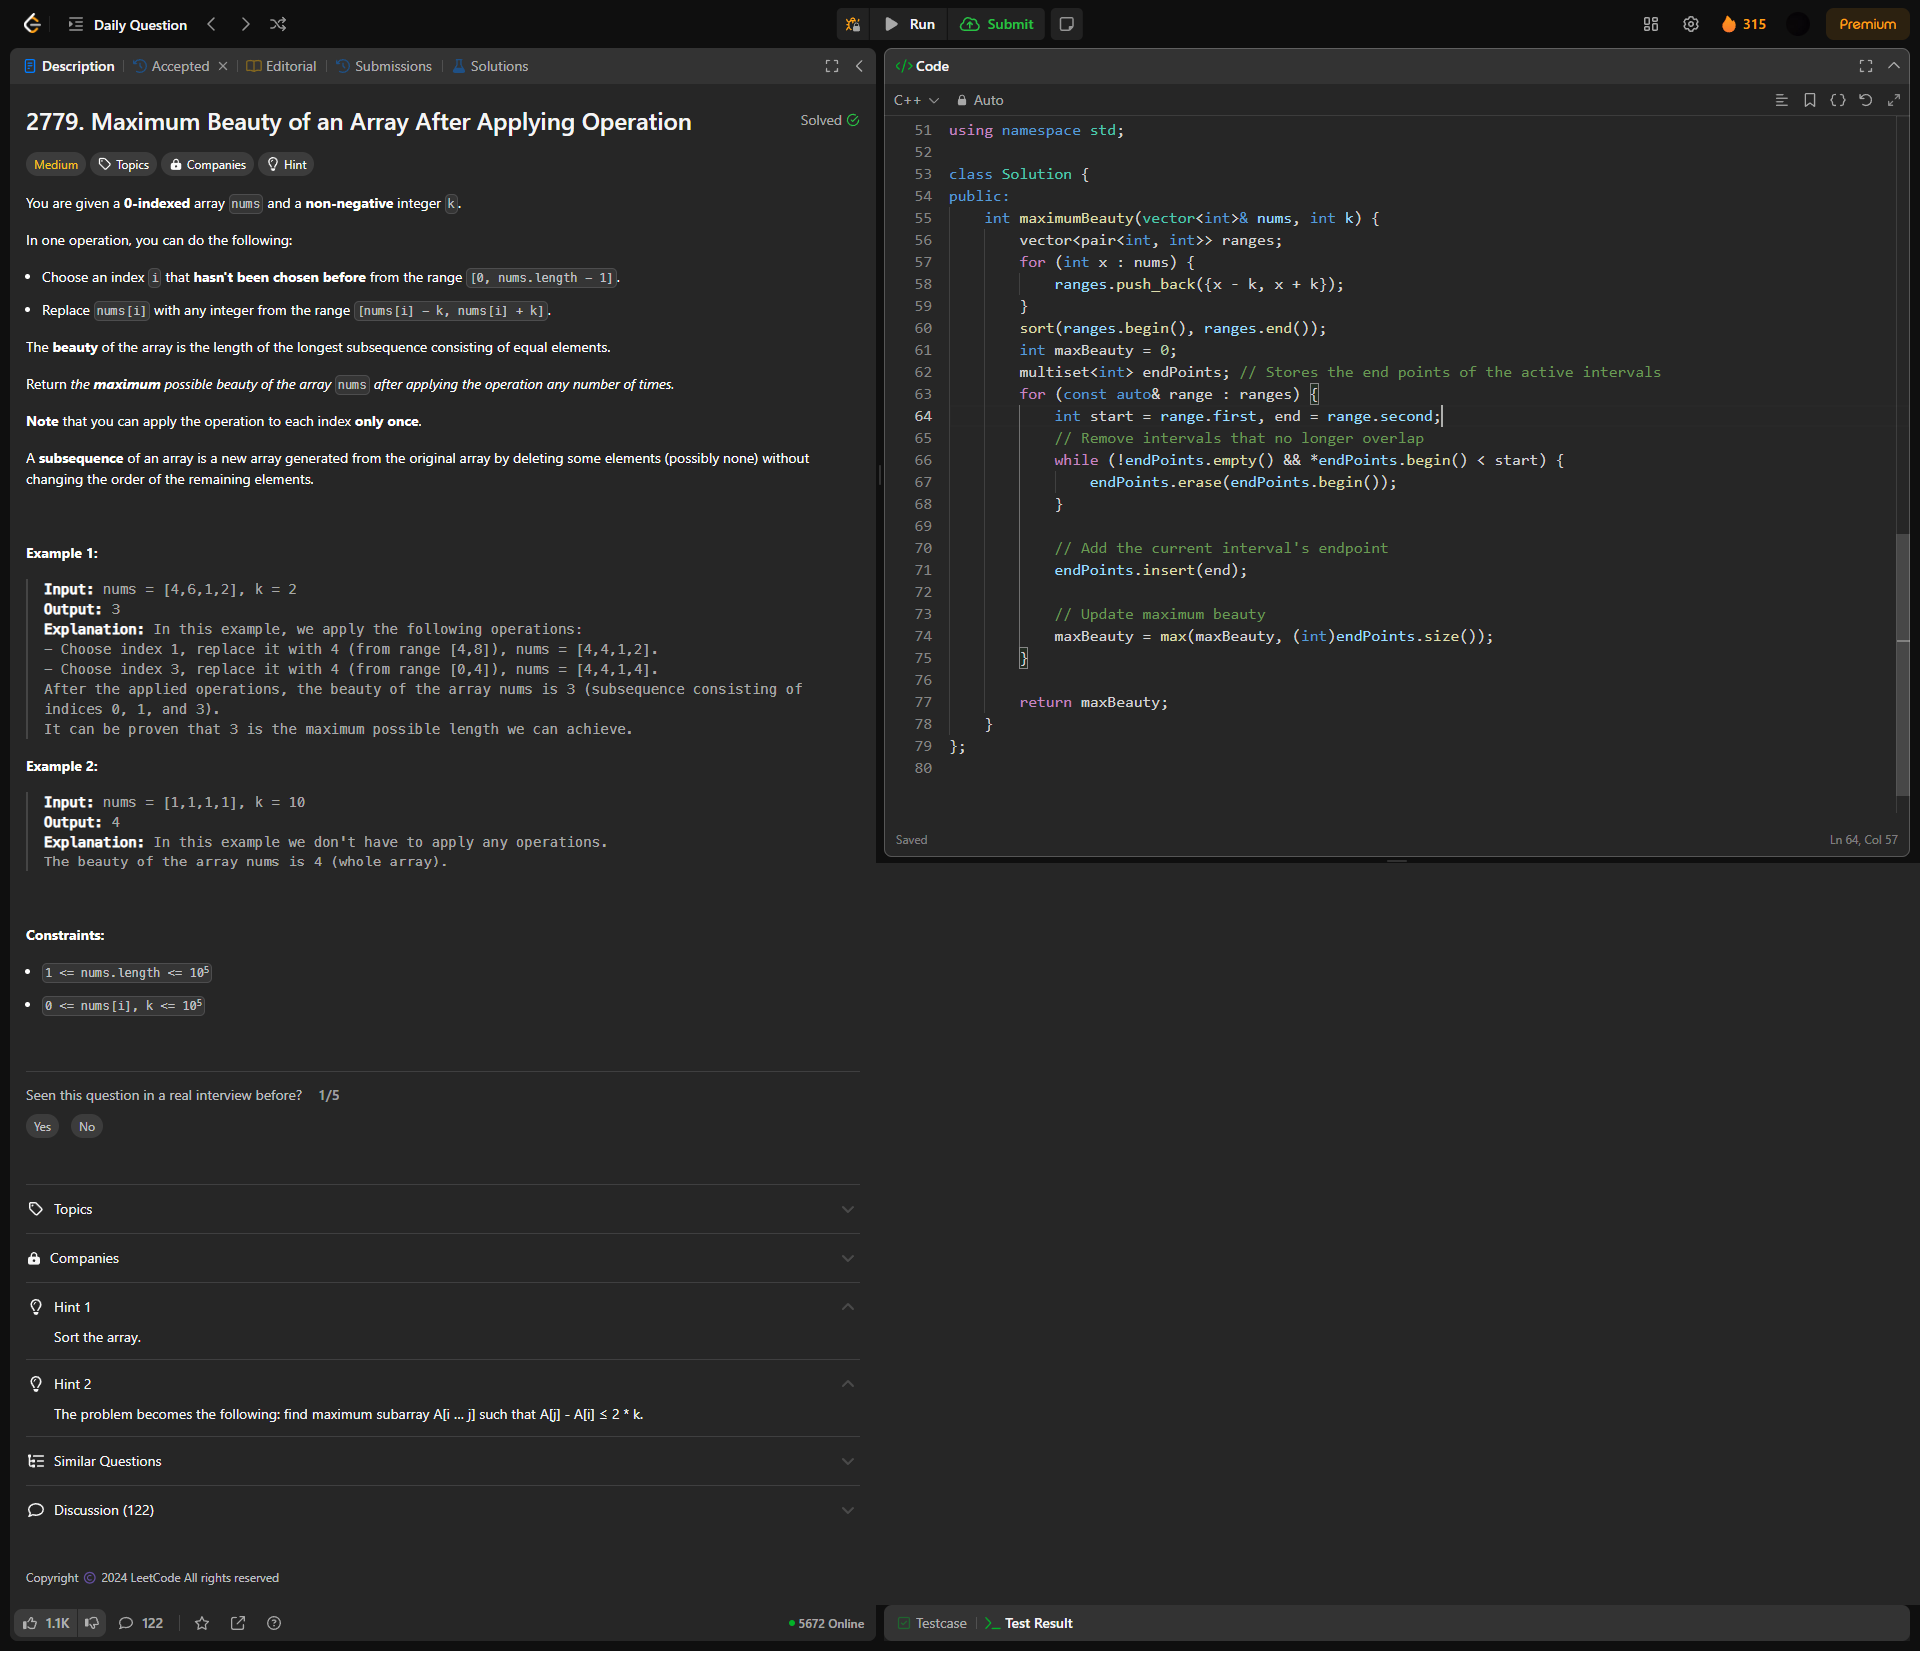 Daily Question
Run
Submit
315
Premium
Description
Accepted
Editorial
Submissions
Solutions
2779. Maximum Beauty of an Array After Applying Operation
Solved
Medium
Topics
Companies
Hint
You are given a 0-indexed array nums and a non-negative integer k.
In one operation, you can do the following:
• Choose an index i that hasn't been chosen before from the range [0, nums.length - 1].
• Replace nums[i] with any integer from the range [nums[i] - k, nums[i] + k].
The beauty of the array is the length of the longest subsequence consisting of equal elements.
Return the maximum possible beauty of the array nums after applying the operation any number of times.
Note that you can apply the operation to each index only once.
A subsequence of an array is a new array generated from the original array by deleting some elements (possibly none) without
changing the order of the remaining elements.
Example 1:
Input: nums = [4,6,1,2], k = 2
Output: 3
Explanation: In this example, we apply the following operations:
- Choose index 1, replace it with 4 (from range [4,8]), nums = [4,4,1,2].
- Choose index 3, replace it with 4 (from range [0,4]), nums = [4,4,1,4].
After the applied operations, the beauty of the array nums is 3 (subsequence consisting of
indices 0, 1, and 3).
It can be proven that 3 is the maximum possible length we can achieve.
Example 2:
Input: nums = [1,1,1,1], k = 10
Output: 4
Explanation: In this example we don't have to apply any operations.
The beauty of the array nums is 4 (whole array).
Constraints:
• 1 <= nums.length <= 10⁵
• 0 <= nums[i], k <= 10⁵
Seen this question in a real interview before? 1/5
Yes
No
Topics
Companies
Hint 1
Sort the array.
Hint 2
The problem becomes the following: find maximum subarray A[i … j] such that A[j] - A[i] ≤ 2 * k.
Similar Questions
Discussion (122)
Copyright © 2024 LeetCode All rights reserved
1.1K
122
5672 Online
</> Code
C++
Auto
51 using namespace std;
52
53 class Solution {
54 public:
55     int maximumBeauty(vector<int>& nums, int k) {
56         vector<pair<int, int>> ranges;
57         for (int x : nums) {
58             ranges.push_back({x - k, x + k});
59         }
60         sort(ranges.begin(), ranges.end());
61         int maxBeauty = 0;
62         multiset<int> endPoints; // Stores the end points of the active intervals
63         for (const auto& range : ranges) {
64             int start = range.first, end = range.second;
65             // Remove intervals that no longer overlap
66             while (!endPoints.empty() && *endPoints.begin() < start) {
67                 endPoints.erase(endPoints.begin());
68             }
69
70             // Add the current interval's endpoint
71             endPoints.insert(end);
72
73             // Update maximum beauty
74             maxBeauty = max(maxBeauty, (int)endPoints.size());
75         }
76
77         return maxBeauty;
78     }
79 };
80
Saved
Ln 64, Col 57
Testcase
Test Result